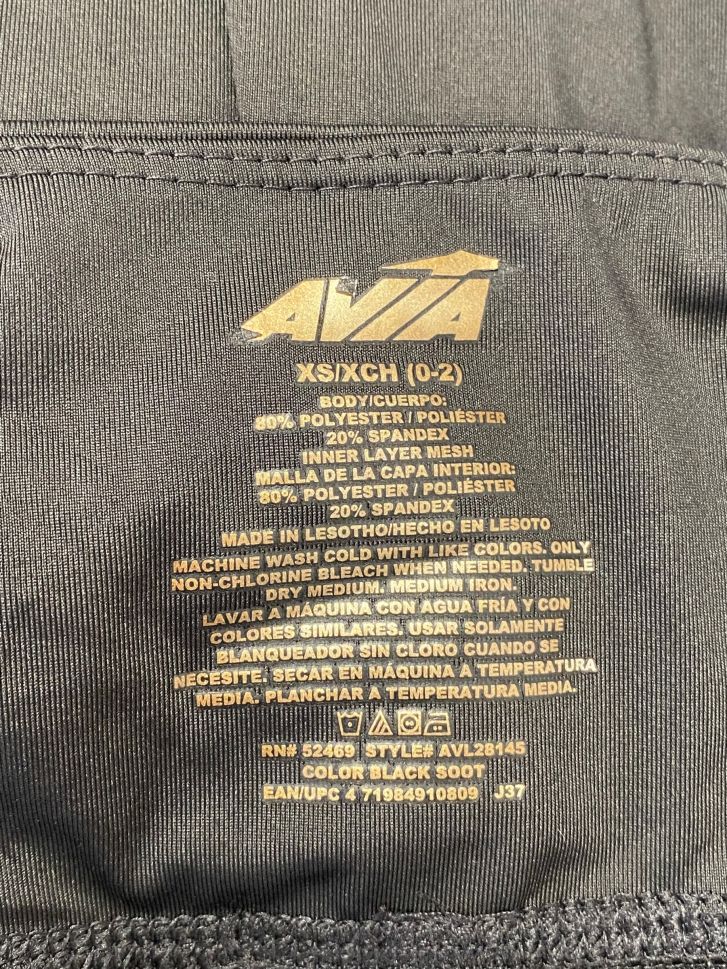 AVIA
XS/XCH (0-2)
BODY/CUERPO:
80% POLYESTER / POLIÉSTER
20% SPANDEX
INNER LAYER MESH
MALLA DE LA CAPA INTERIOR:
80% POLYESTER / POLIÉSTER
20% SPANDEX
MADE IN LESOTHO/HECHO EN LESOTO
MACHINE WASH COLD WITH LIKE COLORS. ONLY
NON-CHLORINE BLEACH WHEN NEEDED. TUMBLE
DRY MEDIUM. MEDIUM IRON.
LAVAR A MÁQUINA CON AGUA FRÍA Y CON
COLORES SIMILARES. USAR SOLAMENTE
BLANQUEADOR SIN CLORO CUANDO SE
NECESITE. SECAR EN MÁQUINA A TEMPERATURA
MEDIA. PLANCHAR A TEMPERATURA MEDIA.
RN# 52469 STYLE# AVL28145
COLOR BLACK SOOT
EAN/UPC 4 71984910809 J37